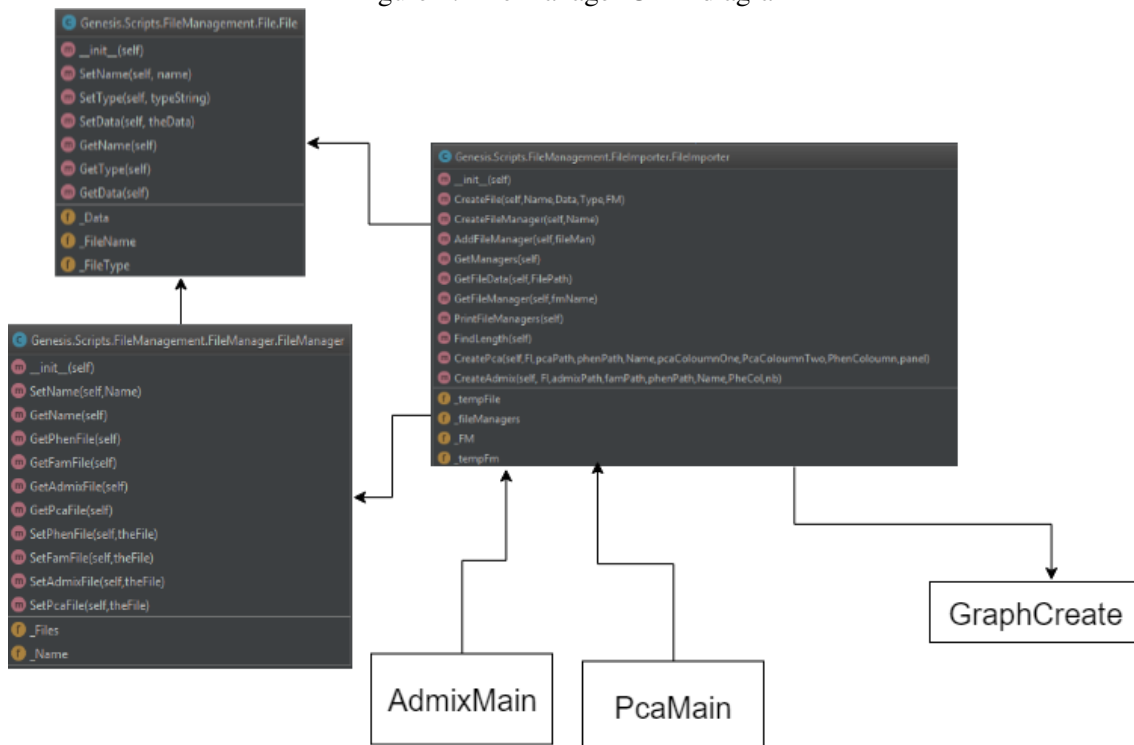 Genesis.Scripts.FileManagement.File.File
__init__(self)
SetName(self, name)
SetType(self, typeString)
SetData(self, theData)
GetName(self)
GetType(self)
GetData(self)
_Data
_FileName
_FileType
Genesis.Scripts.FileManagement.FileImporter.FileImporter
__init__(self)
CreateFile(self,Name,Data,Type,FM)
CreateFileManager(self,Name)
AddFileManager(self,fileMan)
GetManagers(self)
GetFileData(self,FilePath)
GetFileManager(self,fmName)
PrintFileManagers(self)
FindLength(self)
CreatePca(self,FI,pcaPath,phenPath,Name,pcaColoumnOne,PcaColoumnTwo,PhenColoumn,panel)
CreateAdmix(self, FI,admixPath,famPath,phenPath,Name,PheCol,nb)
_tempFile
_fileManagers
_FM
_tempFm
Genesis.Scripts.FileManagement.FileManager.FileManager
__init__(self)
SetName(self,Name)
GetName(self)
GetPhenFile(self)
GetFamFile(self)
GetAdmixFile(self)
GetPcaFile(self)
SetPhenFile(self,theFile)
SetFamFile(self,theFile)
SetAdmixFile(self,theFile)
SetPcaFile(self,theFile)
_Files
_Name
GraphCreate
AdmixMain
PcaMain